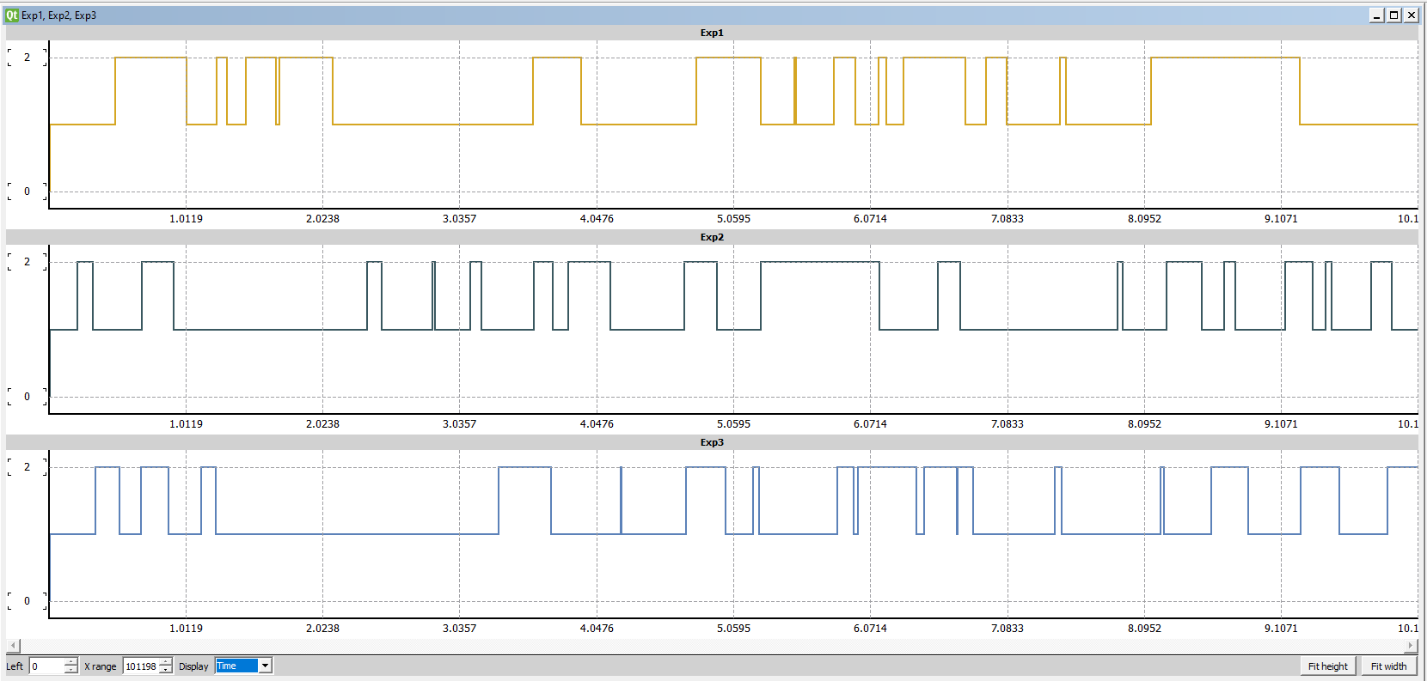 Qt Exp1, Exp2, Exp3
Exp1
2
0
1.0119 2.0238 3.0357 4.0476 5.0595 6.0714 7.0833 8.0952 9.1071 10.1
Exp2
2
0
1.0119 2.0238 3.0357 4.0476 5.0595 6.0714 7.0833 8.0952 9.1071 10.1
Exp3
2
0
1.0119 2.0238 3.0357 4.0476 5.0595 6.0714 7.0833 8.0952 9.1071 10.1
Left 0 X range 101198 Display Time Fit height Fit width